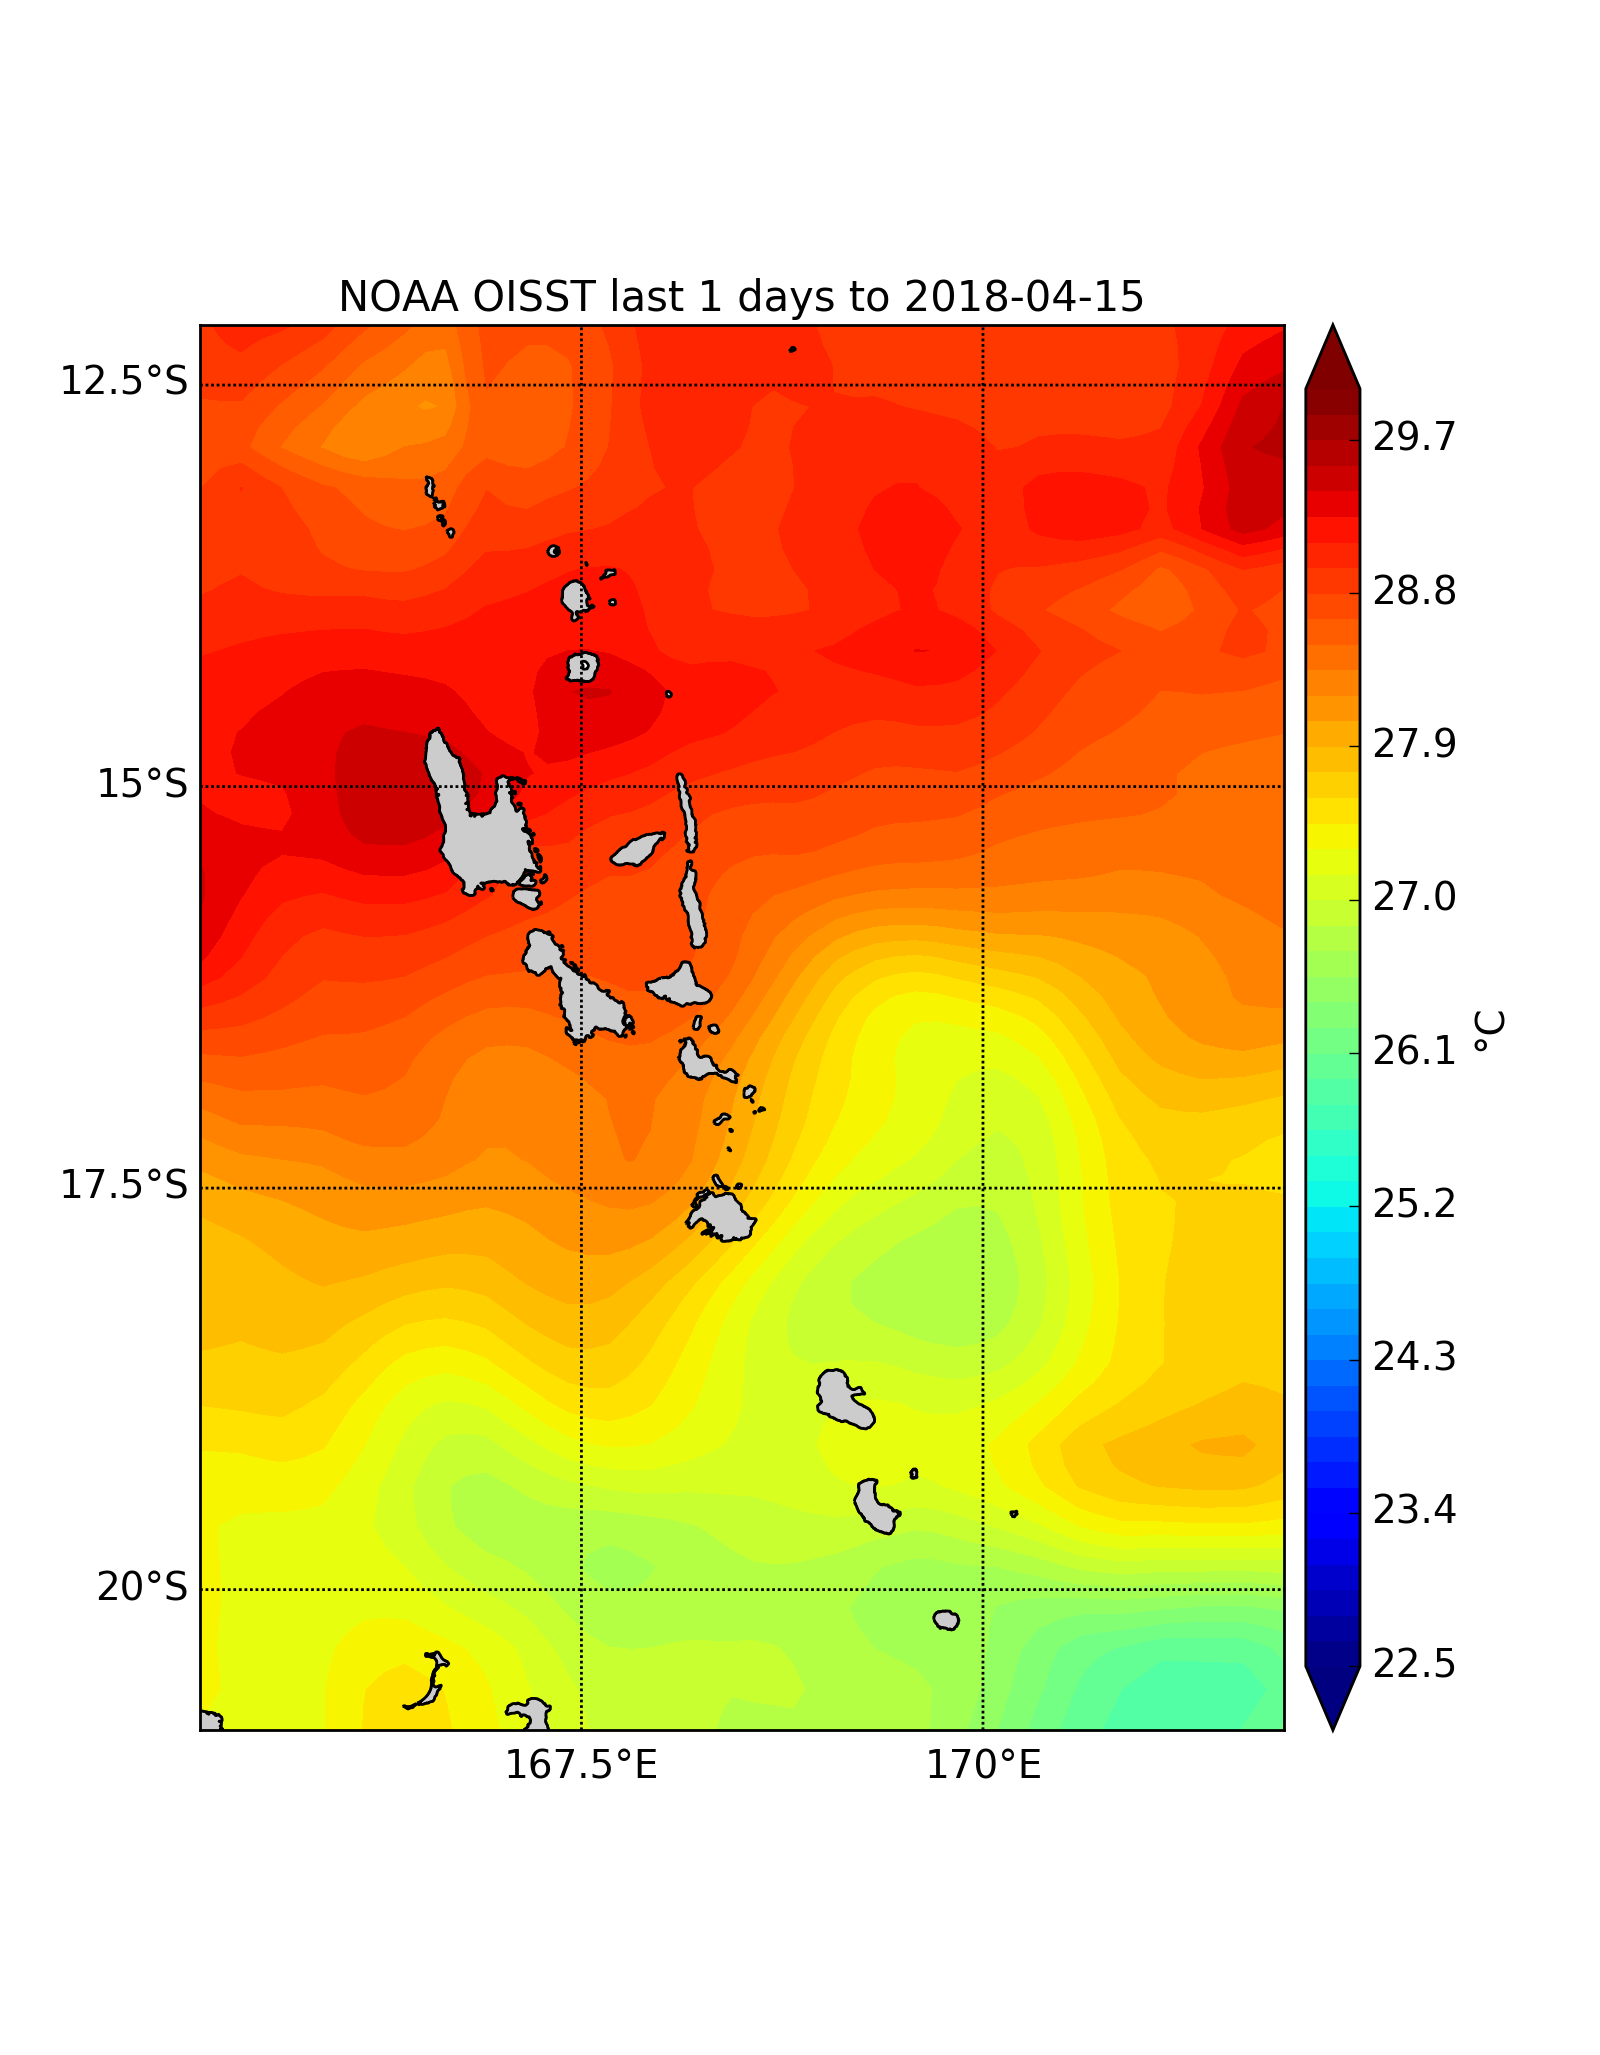 NOAA OISST last 1 days to 2018-04-15
12.5°S
15°S
17.5°S
20°S
167.5°E
170°E
29.7
28.8
27.9
27.0
26.1
25.2
24.3
23.4
22.5
°C